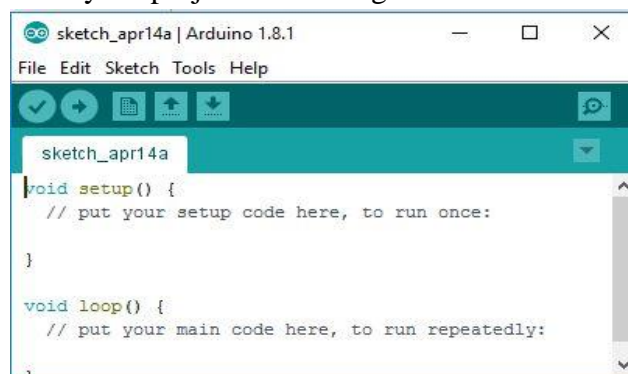 sketch_apr14a | Arduino 1.8.1
File Edit Sketch Tools Help
sketch_apr14a
void setup() {
// put your setup code here, to run once:
}
void loop() {
// put your main code here, to run repeatedly:
}